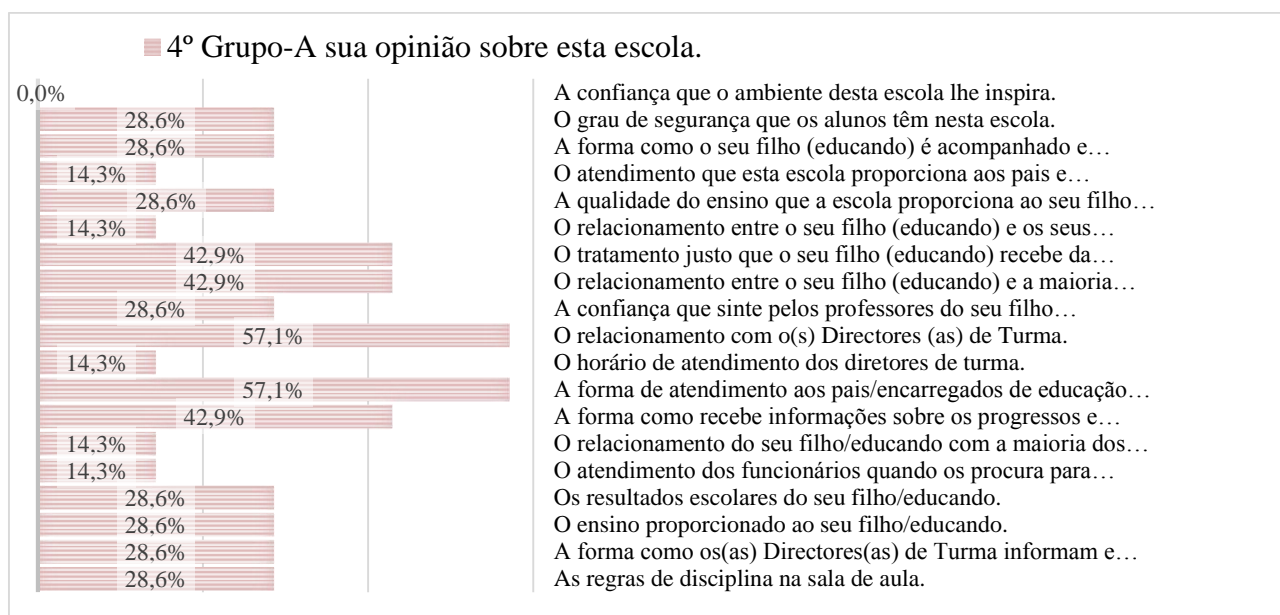 4º Grupo-A sua opinião sobre esta escola.
0,0% A confiança que o ambiente desta escola lhe inspira.
28,6% O grau de segurança que os alunos têm nesta escola.
28,6% A forma como o seu filho (educando) é acompanhado e…
14,3% O atendimento que esta escola proporciona aos pais e…
28,6% A qualidade do ensino que a escola proporciona ao seu filho…
14,3% O relacionamento entre o seu filho (educando) e os seus…
42,9% O tratamento justo que o seu filho (educando) recebe da…
42,9% O relacionamento entre o seu filho (educando) e a maioria…
28,6% A confiança que sinte pelos professores do seu filho…
57,1% O relacionamento com o(s) Directores (as) de Turma.
14,3% O horário de atendimento dos diretores de turma.
57,1% A forma de atendimento aos pais/encarregados de educação…
42,9% A forma como recebe informações sobre os progressos e…
14,3% O relacionamento do seu filho/educando com a maioria dos…
14,3% O atendimento dos funcionários quando os procura para…
28,6% Os resultados escolares do seu filho/educando.
28,6% O ensino proporcionado ao seu filho/educando.
28,6% A forma como os(as) Directores(as) de Turma informam e…
28,6% As regras de disciplina na sala de aula.